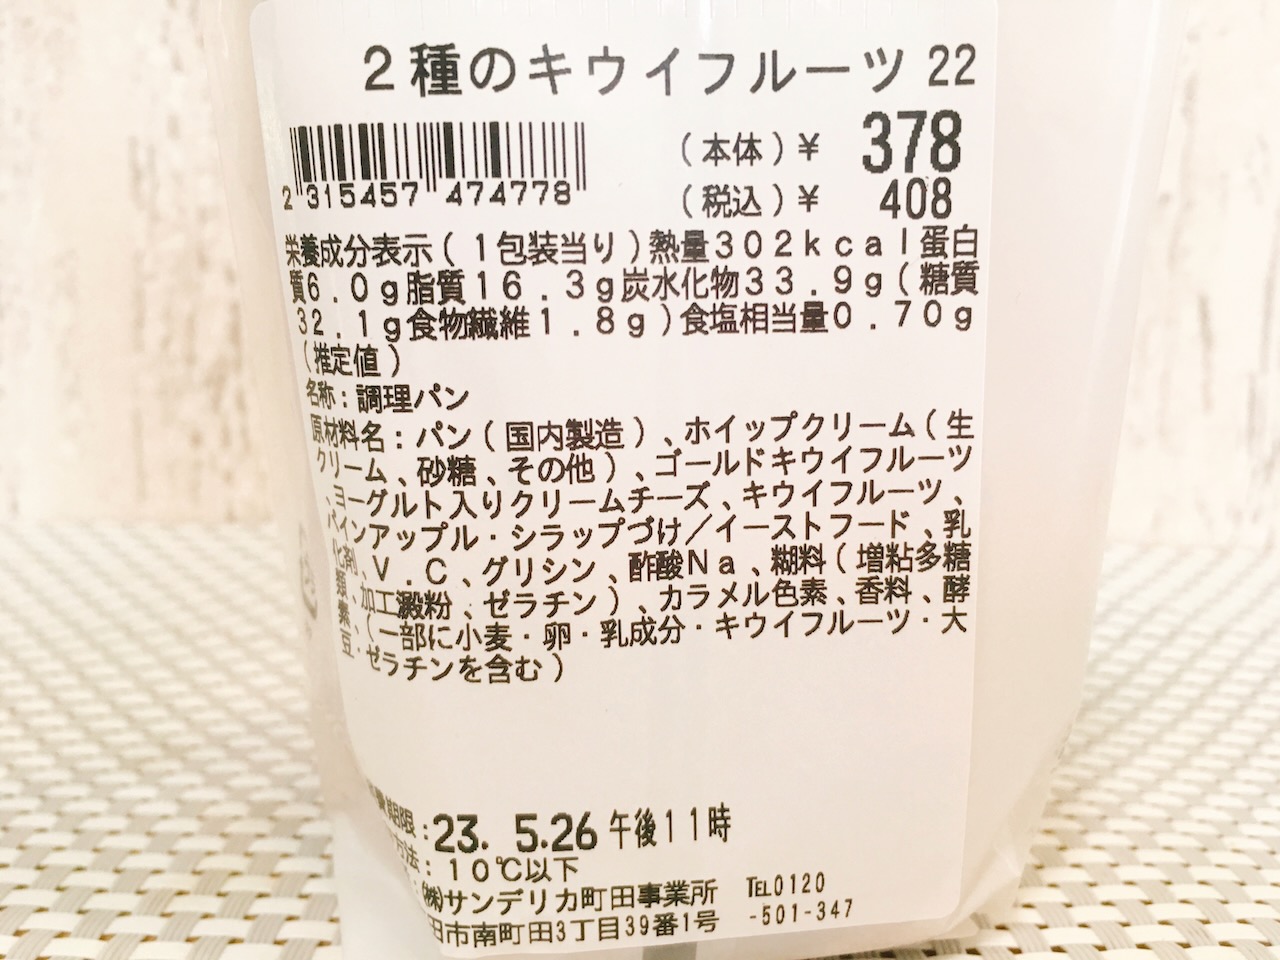 2種のキウイフルーツ 22
(本体)¥ 378
2 315457 474778
(税込)¥ 408
栄養成分表示(1包装当り)熱量302kcal蛋白
質6.0g脂質16.3g炭水化物33.9g(糖質
32.1g食物繊維1.8g)食塩相当量0.70g
(推定値)
名称:調理パン
原材料名:パン(国内製造)、ホイップクリーム(生
クリーム、砂糖、その他)、ゴールドキウイフルーツ
、ヨーグルト入りクリームチーズ、キウイフルーツ、
パインアップル・シラップづけ/イーストフード、乳
化剤、V.C、グリシン、酢酸Na、糊料(増粘多糖
類、加工澱粉、ゼラチン)、カラメル色素、香料、酵
素、(一部に小麦・卵・乳成分・キウイフルーツ・大
豆・ゼラチンを含む)
期限:23. 5.26 午後11時
方法:10℃以下
:㈱サンデリカ町田事業所 TEL0120
田市南町田3丁目39番1号 -501-347